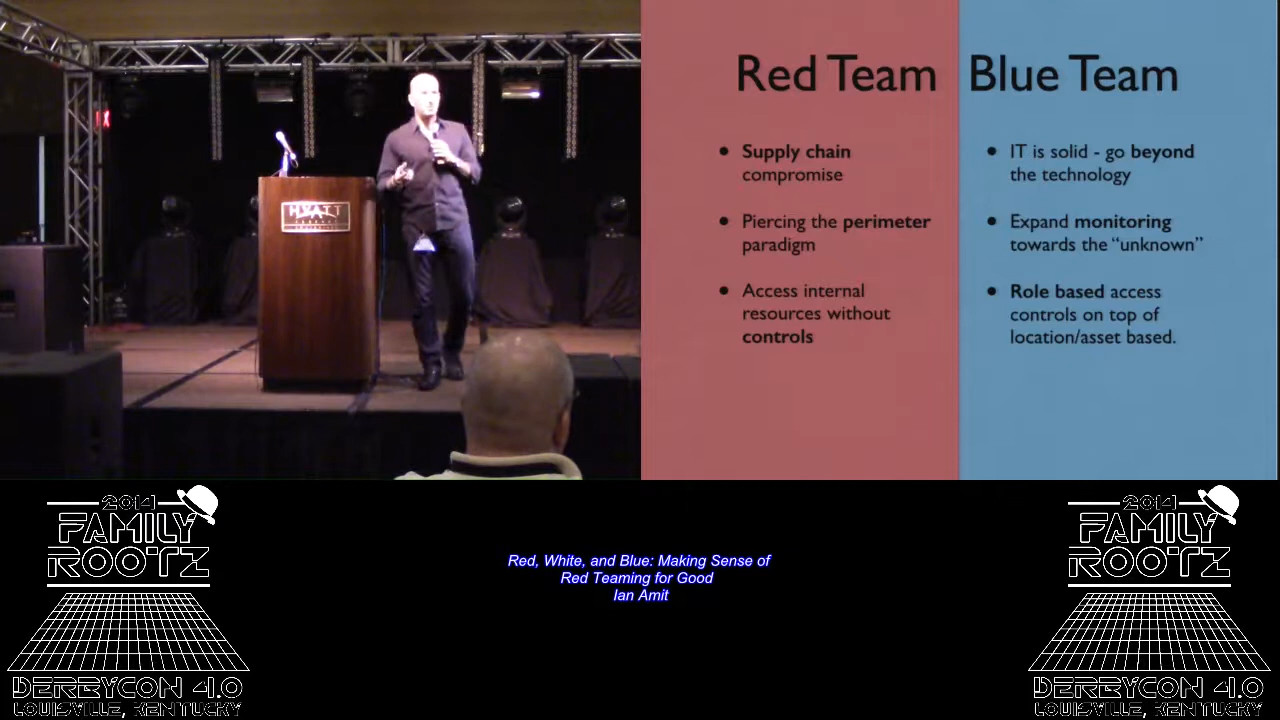 HYATT
Red Team
Supply chain
compromise
Piercing the perimeter
paradigm
Access internal
resources without
controls
Blue Team
IT is solid - go beyond
the technology
Expand monitoring
towards the “unknown”
Role based access
controls on top of
location/asset based.
2014
FAMILY
ROOTZ
DERBYCON 4.0
LOUISVILLE, KENTUCKY
Red, White, and Blue: Making Sense of
Red Teaming for Good
Ian Amit
2014
FAMILY
ROOTZ
DERBYCON 4.0
LOUISVILLE, KENTUCKY